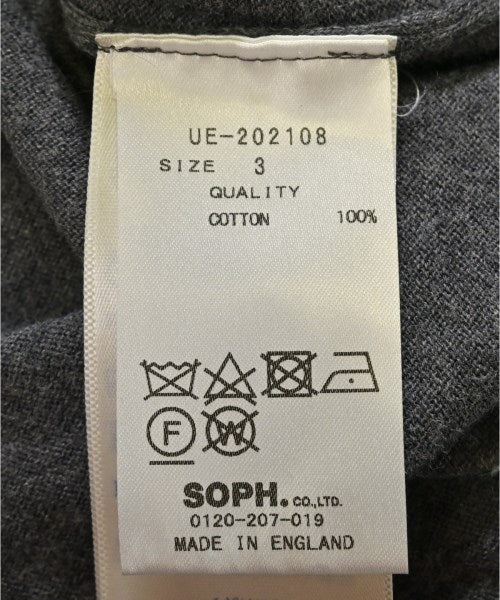 UE-202108
SIZE 3
QUALITY
COTTON 100%
F W
SOPH. CO.,LTD.
0120-207-019
MADE IN ENGLAND